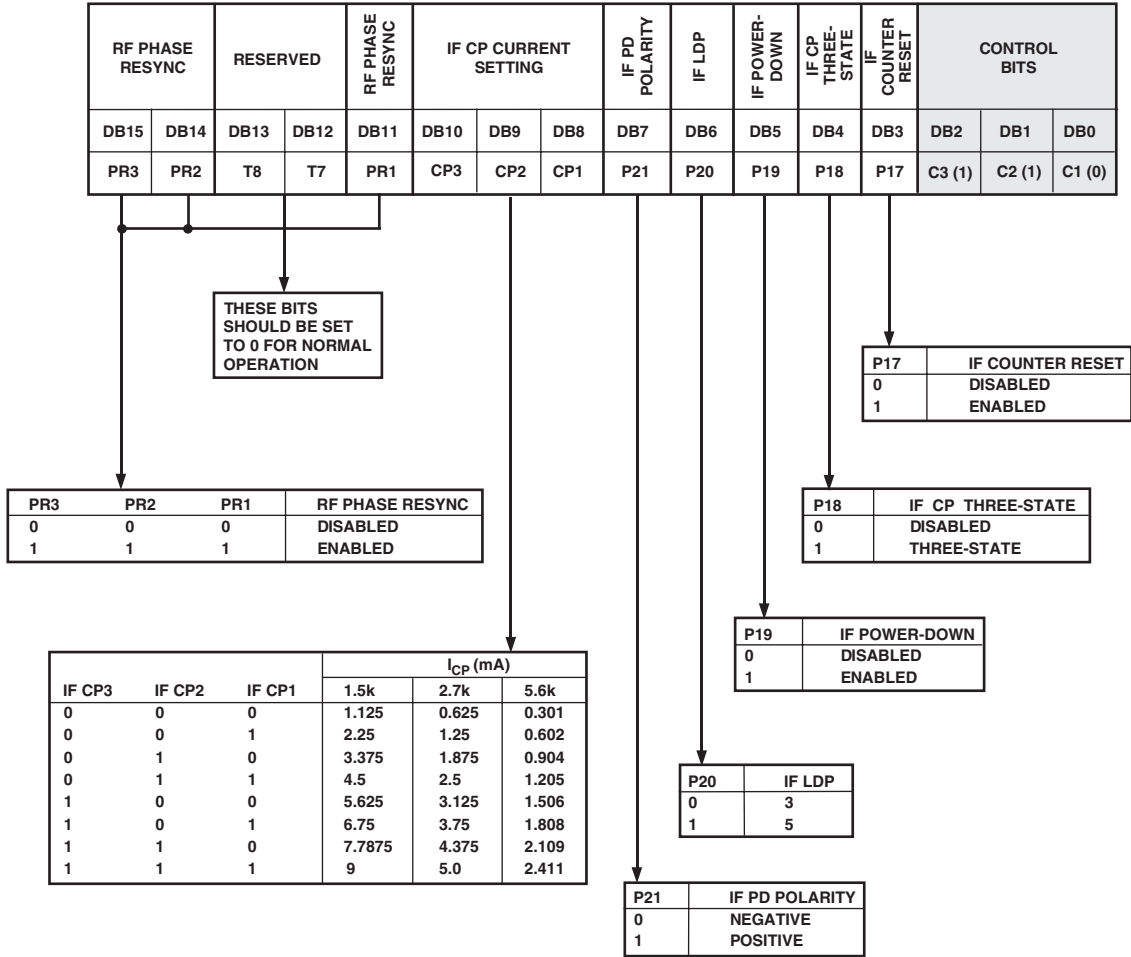 RF PHASE RESYNC
RESERVED
RF PHASE RESYNC
IF CP CURRENT SETTING
IF PD POLARITY
IF LDP
IF POWER-DOWN
IF CP THREE-STATE
IF COUNTER RESET
CONTROL BITS
DB15 DB14 DB13 DB12 DB11 DB10 DB9 DB8 DB7 DB6 DB5 DB4 DB3 DB2 DB1 DB0
PR3 PR2 T8 T7 PR1 CP3 CP2 CP1 P21 P20 P19 P18 P17 C3 (1) C2 (1) C1 (0)
THESE BITS
SHOULD BE SET
TO 0 FOR NORMAL
OPERATION
P17 IF COUNTER RESET
0 DISABLED
1 ENABLED
PR3 PR2 PR1 RF PHASE RESYNC
0 0 0 DISABLED
1 1 1 ENABLED
P18 IF CP THREE-STATE
0 DISABLED
1 THREE-STATE
P19 IF POWER-DOWN
0 DISABLED
1 ENABLED
ICP (mA)
IF CP3 IF CP2 IF CP1 1.5k 2.7k 5.6k
0 0 0 1.125 0.625 0.301
0 0 1 2.25 1.25 0.602
0 1 0 3.375 1.875 0.904
0 1 1 4.5 2.5 1.205
1 0 0 5.625 3.125 1.506
1 0 1 6.75 3.75 1.808
1 1 0 7.7875 4.375 2.109
1 1 1 9 5.0 2.411
P20 IF LDP
0 3
1 5
P21 IF PD POLARITY
0 NEGATIVE
1 POSITIVE